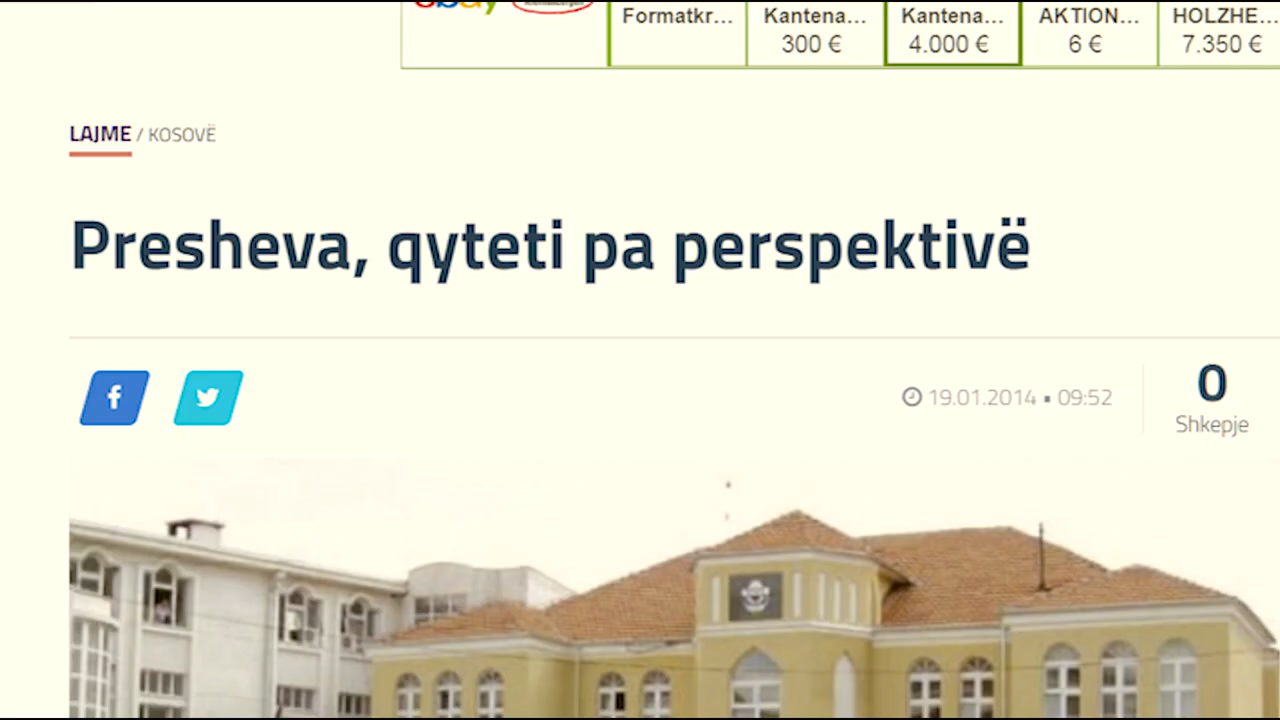 ebay
Formatkr... Kantena... Kantena... AKTION... HOLZHE...
300 € 4.000 € 6 € 7.350 €
LAJME / KOSOVË
Presheva, qyteti pa perspektivë
19.01.2014 ▪ 09:52
0
Shkepje